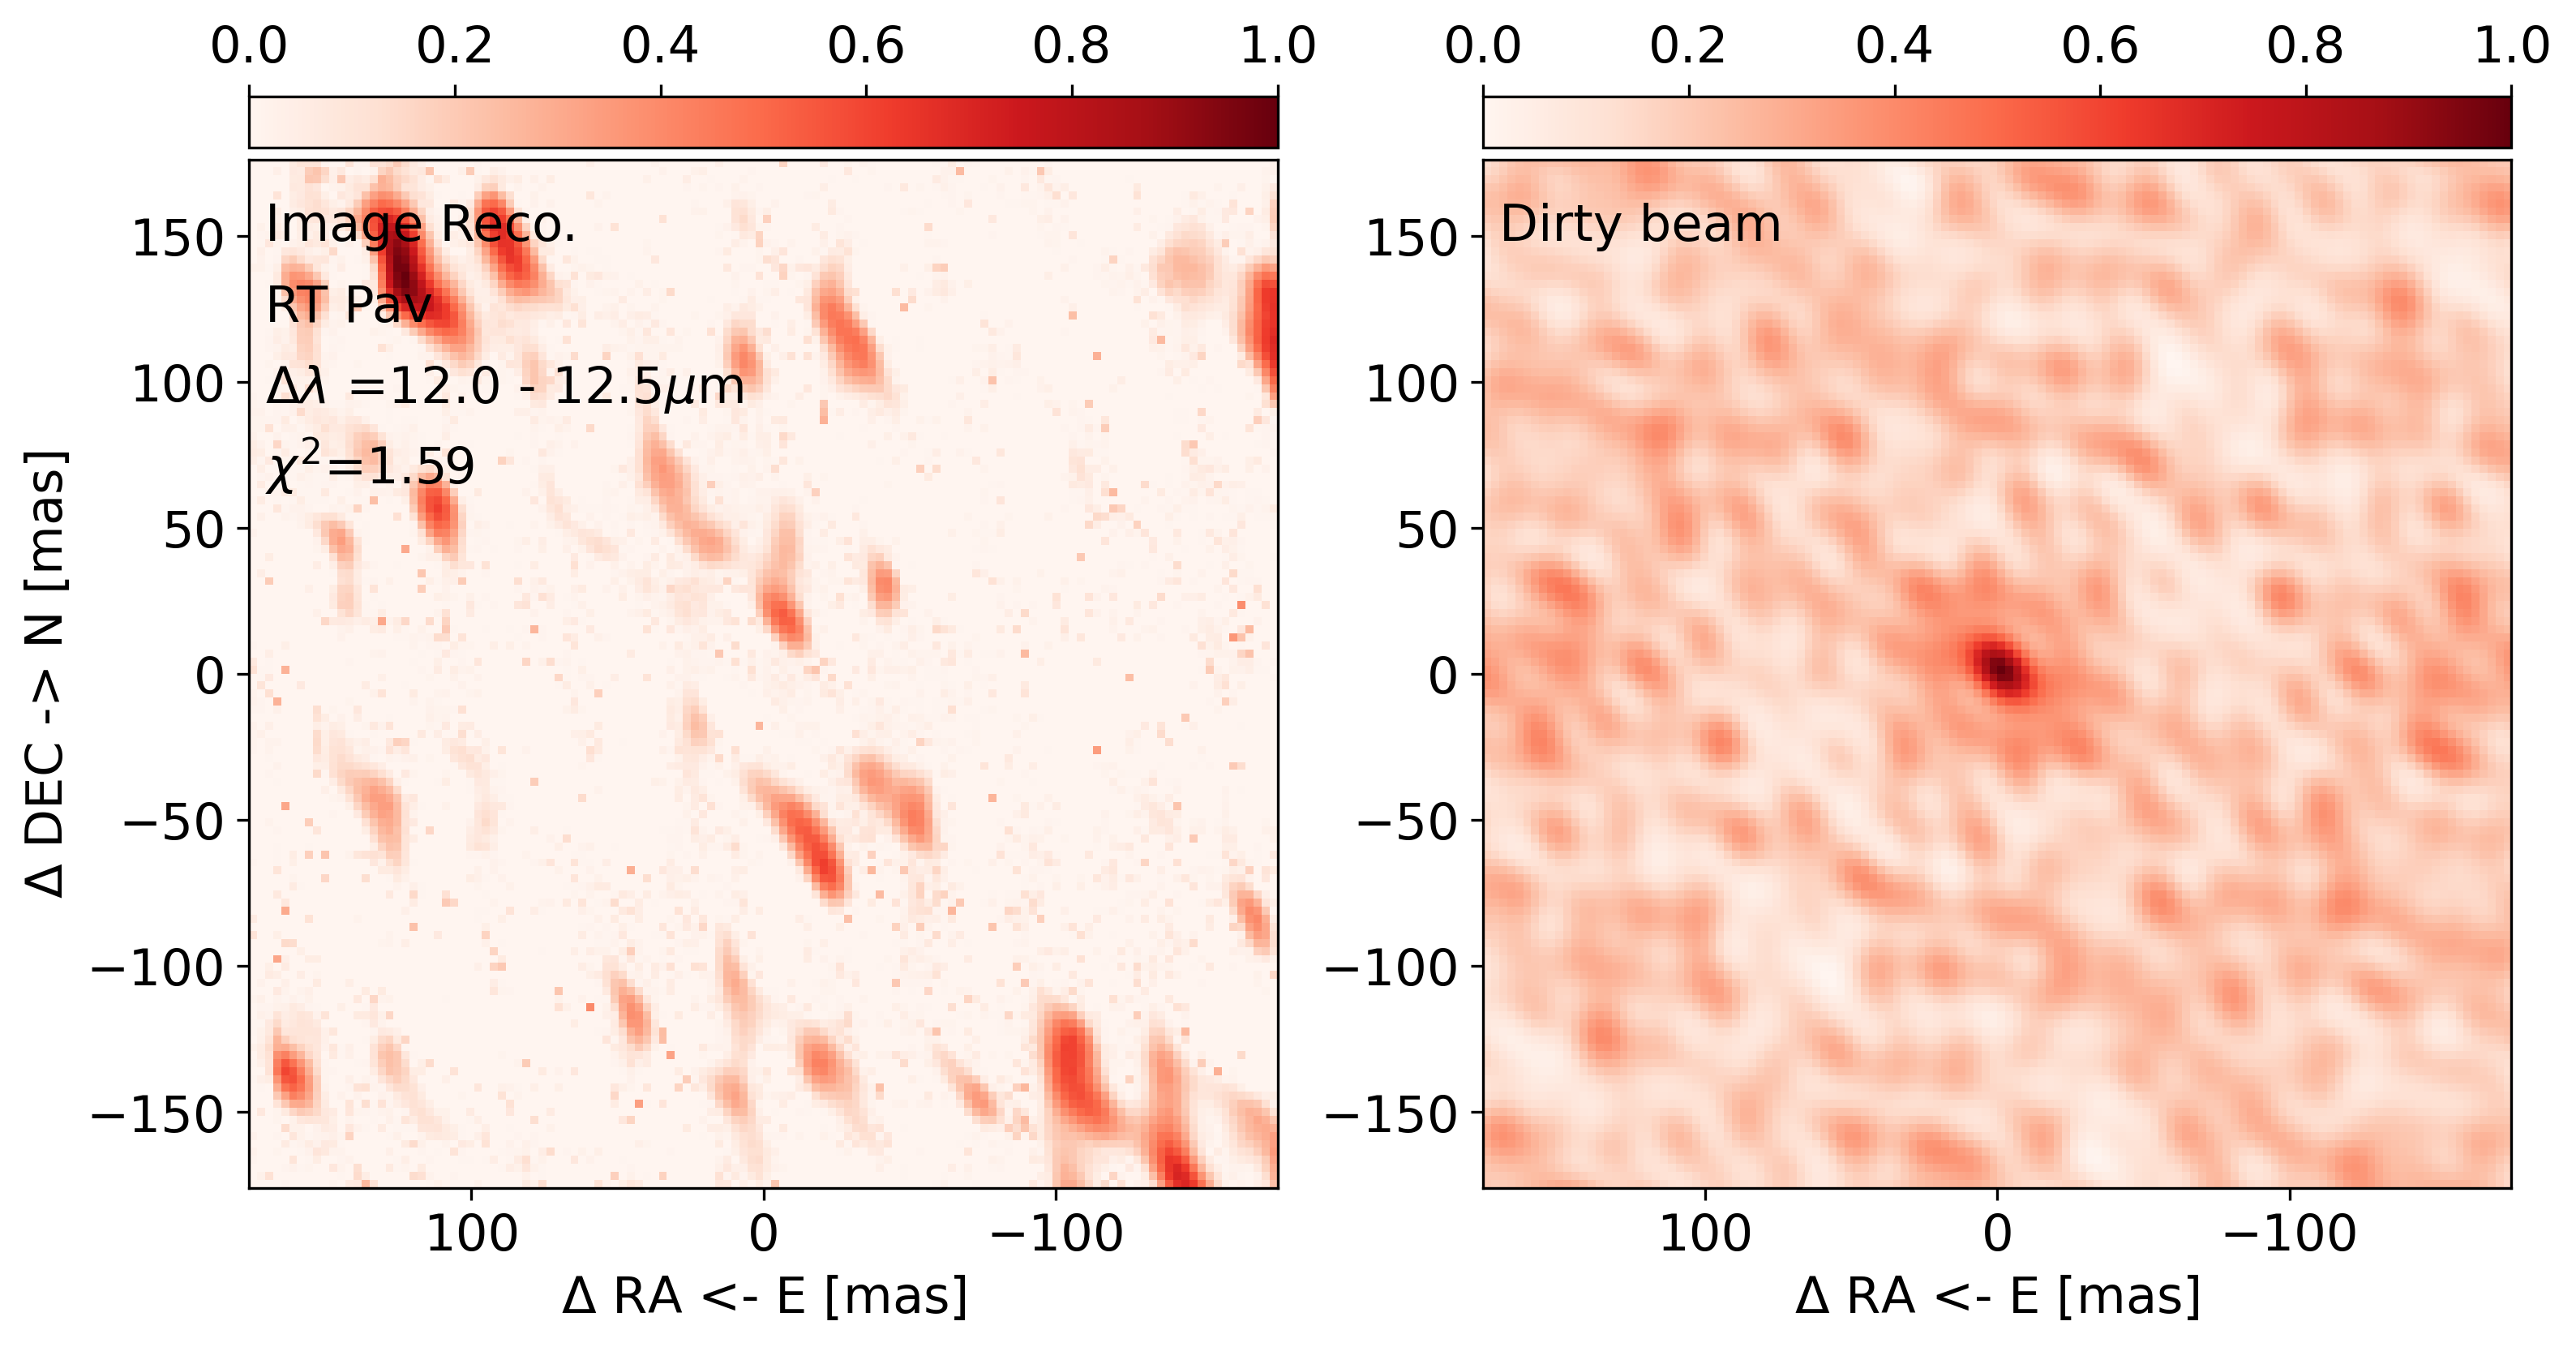 0.0 0.2 0.4 0.6 0.8 1.0
0.0 0.2 0.4 0.6 0.8 1.0
Image Reco.
RT Pav
Δλ =12.0 - 12.5μm
χ²=1.59
150
100
50
0
−50
−100
−150
Δ DEC -> N [mas]
100 0 −100
Δ RA <- E [mas]
Dirty beam
150
100
50
0
−50
−100
−150
100 0 −100
Δ RA <- E [mas]